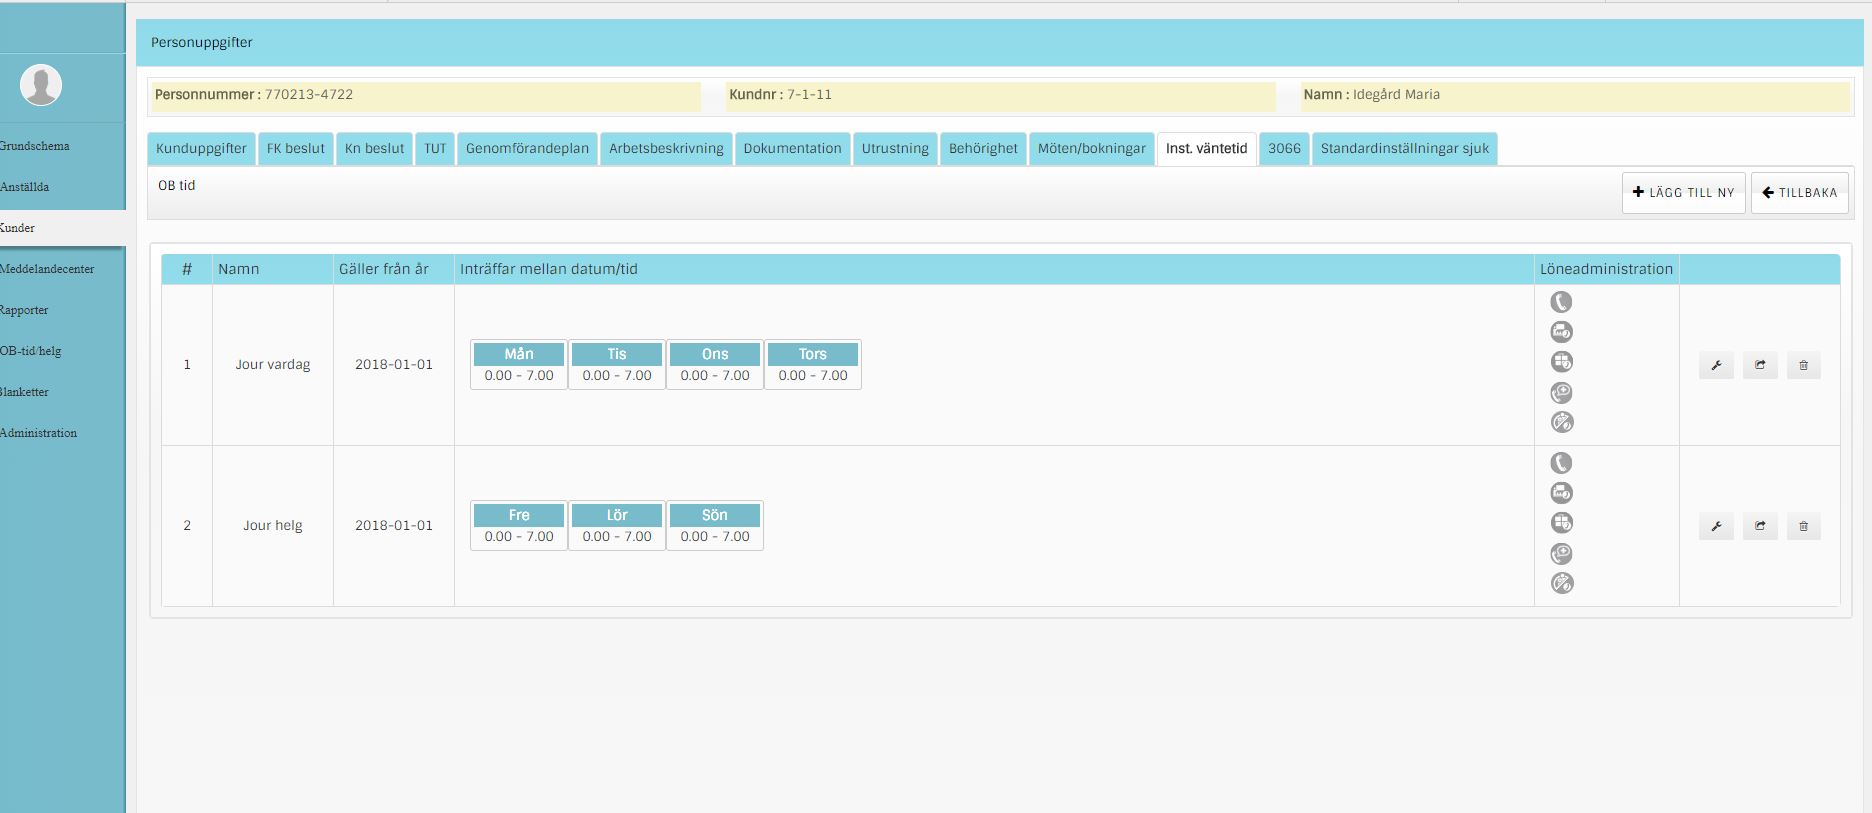 Personuppgifter
Personnummer : 770213-4722 Kundnr : 7-1-11 Namn : Idegård Maria
Kunduppgifter FK beslut Kn beslut TUT Genomförandeplan Arbetsbeskrivning Dokumentation Utrustning Behörighet Möten/bokningar Inst. väntetid 3066 Standardinställningar sjuk
OB tid
LÄGG TILL NY TILLBAKA
Grundschema
Anställda
Kunder
Meddelandecenter
Rapporter
OB-tid/helg
Blanketter
Administration
# Namn Gäller från år Inträffar mellan datum/tid Löneadministration
1 Jour vardag 2018-01-01
Mån Tis Ons Tors
0.00 - 7.00 0.00 - 7.00 0.00 - 7.00 0.00 - 7.00
2 Jour helg 2018-01-01
Fre Lör Sön
0.00 - 7.00 0.00 - 7.00 0.00 - 7.00